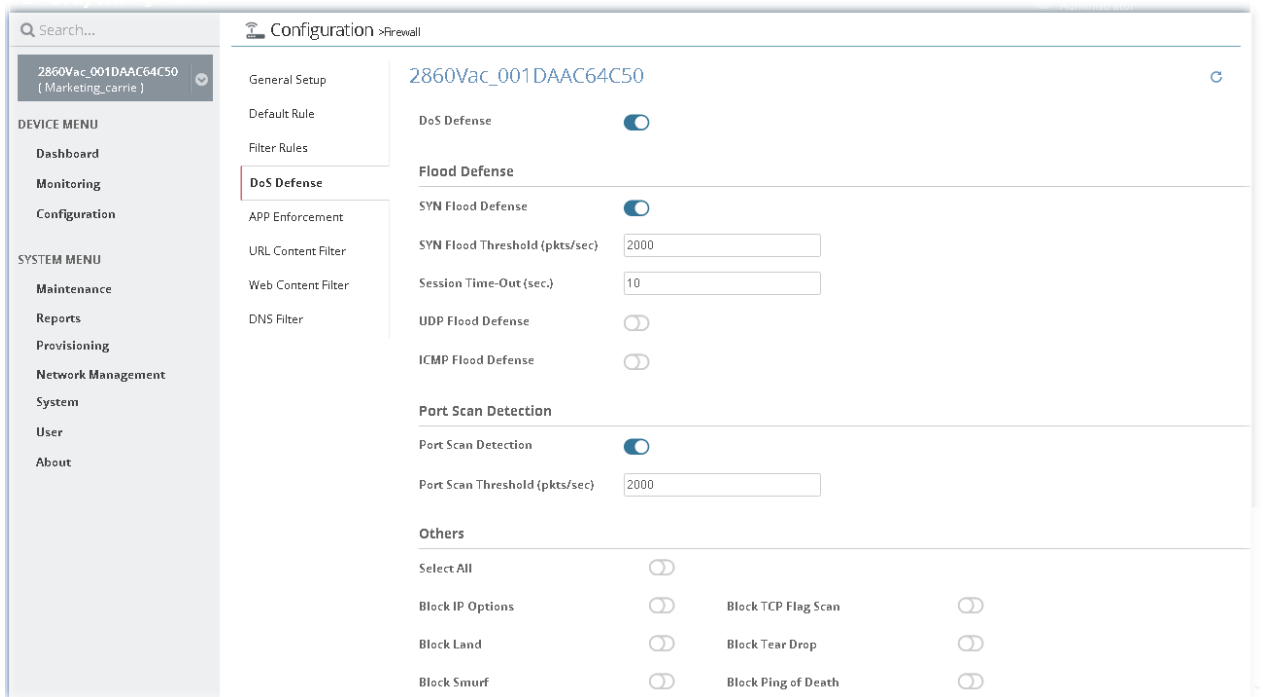 Search...
2860Vac_001DAAC64C50
( Marketing_carrie )
DEVICE MENU
Dashboard
Monitoring
Configuration
SYSTEM MENU
Maintenance
Reports
Provisioning
Network Management
System
User
About
Configuration >Firewall
General Setup
Default Rule
Filter Rules
DoS Defense
APP Enforcement
URL Content Filter
Web Content Filter
DNS Filter
2860Vac_001DAAC64C50
DoS Defense
Flood Defense
SYN Flood Defense
SYN Flood Threshold (pkts/sec) 2000
Session Time-Out (sec.) 10
UDP Flood Defense
ICMP Flood Defense
Port Scan Detection
Port Scan Detection
Port Scan Threshold (pkts/sec) 2000
Others
Select All
Block IP Options Block TCP Flag Scan
Block Land Block Tear Drop
Block Smurf Block Ping of Death